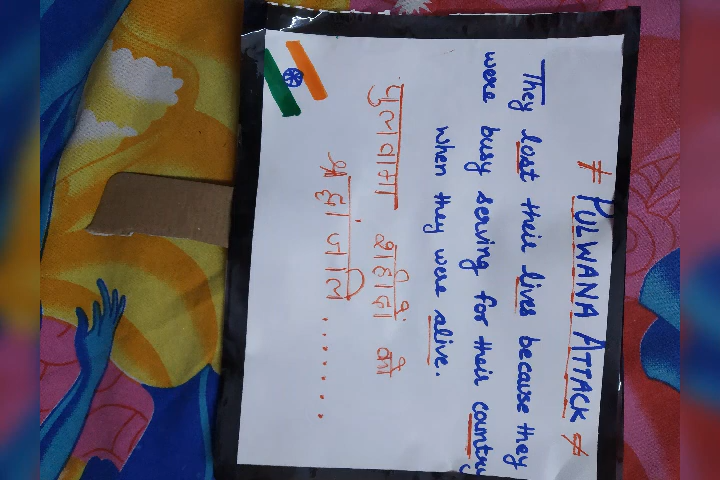 ≠ PULWANA ATTACK ≠
They lost their lives because they
were busy serving for their country
when they were alive.
पुलवामा शहीदों को
श्रद्धांजलि ........